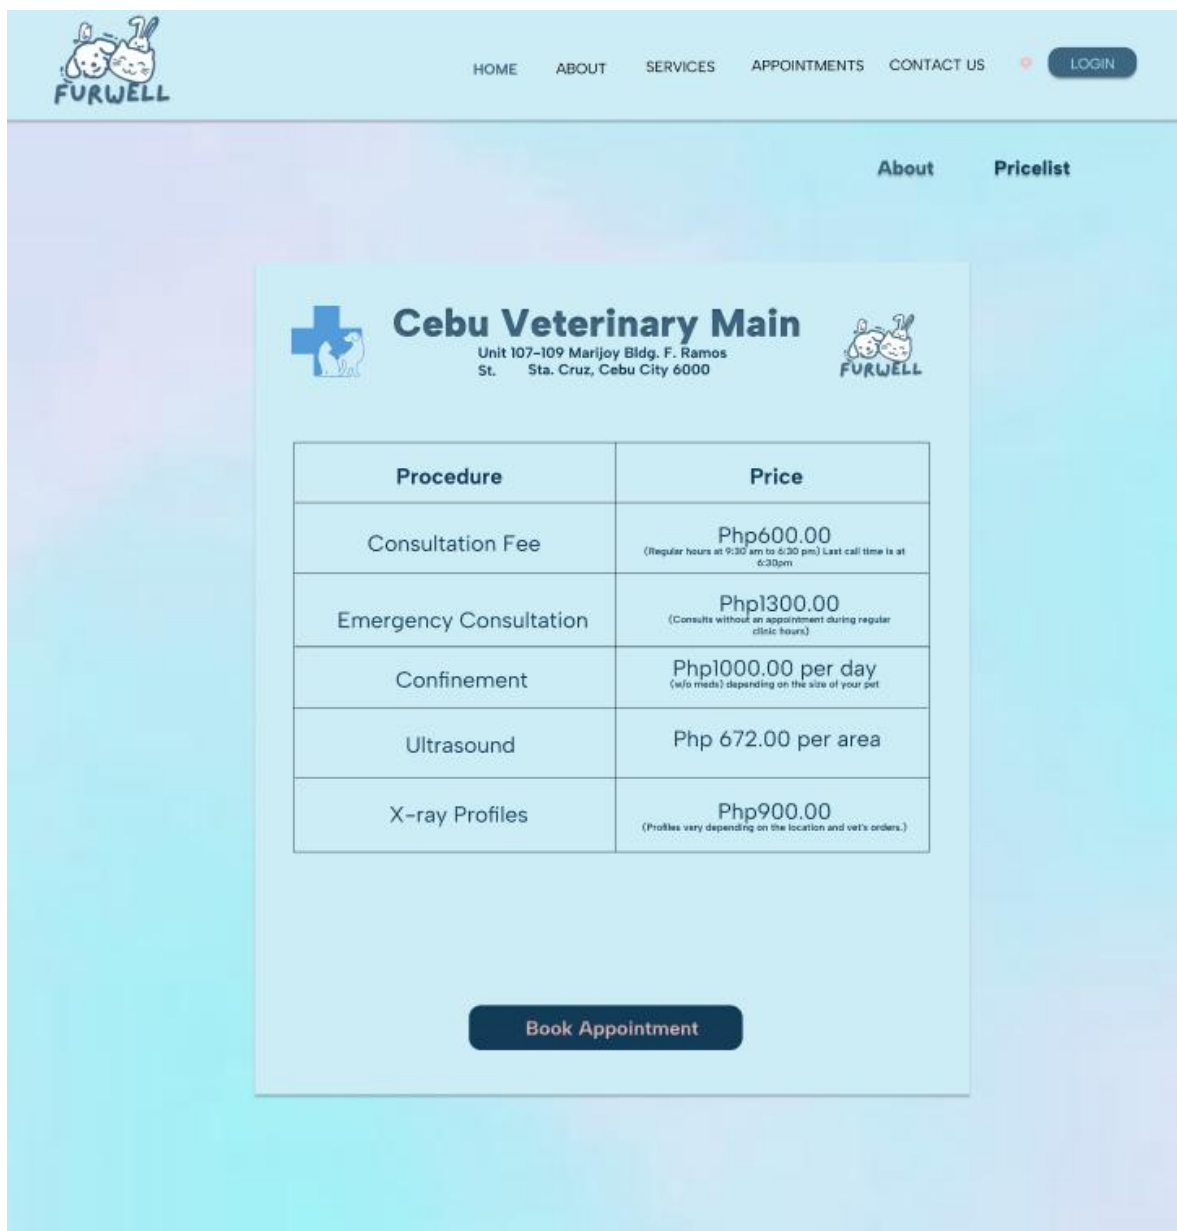 FURWELL
HOME ABOUT SERVICES APPOINTMENTS CONTACT US LOGIN
About Pricelist
Cebu Veterinary Main
Unit 107-109 Marijoy Bldg. F. Ramos
St. Sta. Cruz, Cebu City 6000
FURWELL
Procedure Price
Consultation Fee Php600.00
(Regular hours at 9:30 am to 6:30 pm) Last call time is at
6:30pm
Emergency Consultation Php1300.00
(Consults without an appointment during regular
clinic hours)
Confinement Php1000.00 per day
(w/o meds) depending on the size of your pet
Ultrasound Php 672.00 per area
X-ray Profiles Php900.00
(Profiles vary depending on the location and vet's orders.)
Book Appointment